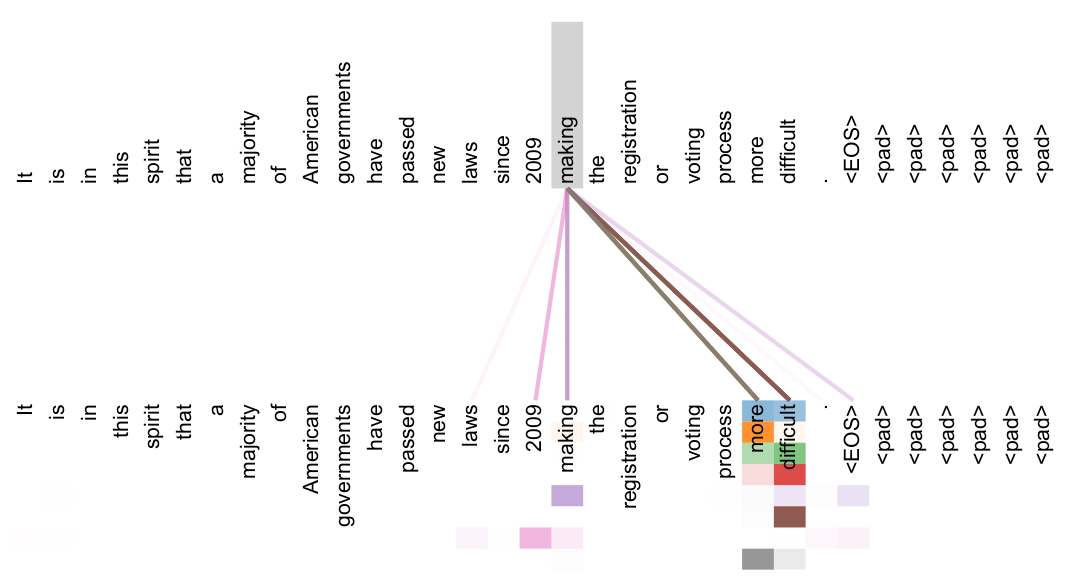 It is in this spirit that a majority of American governments have passed new laws since 2009 making the registration or voting process more difficult . <EOS> <pad> <pad> <pad> <pad> <pad> <pad>
It is in this spirit that a majority of American governments have passed new laws since 2009 making the registration or voting process more difficult . <EOS> <pad> <pad> <pad> <pad> <pad> <pad>